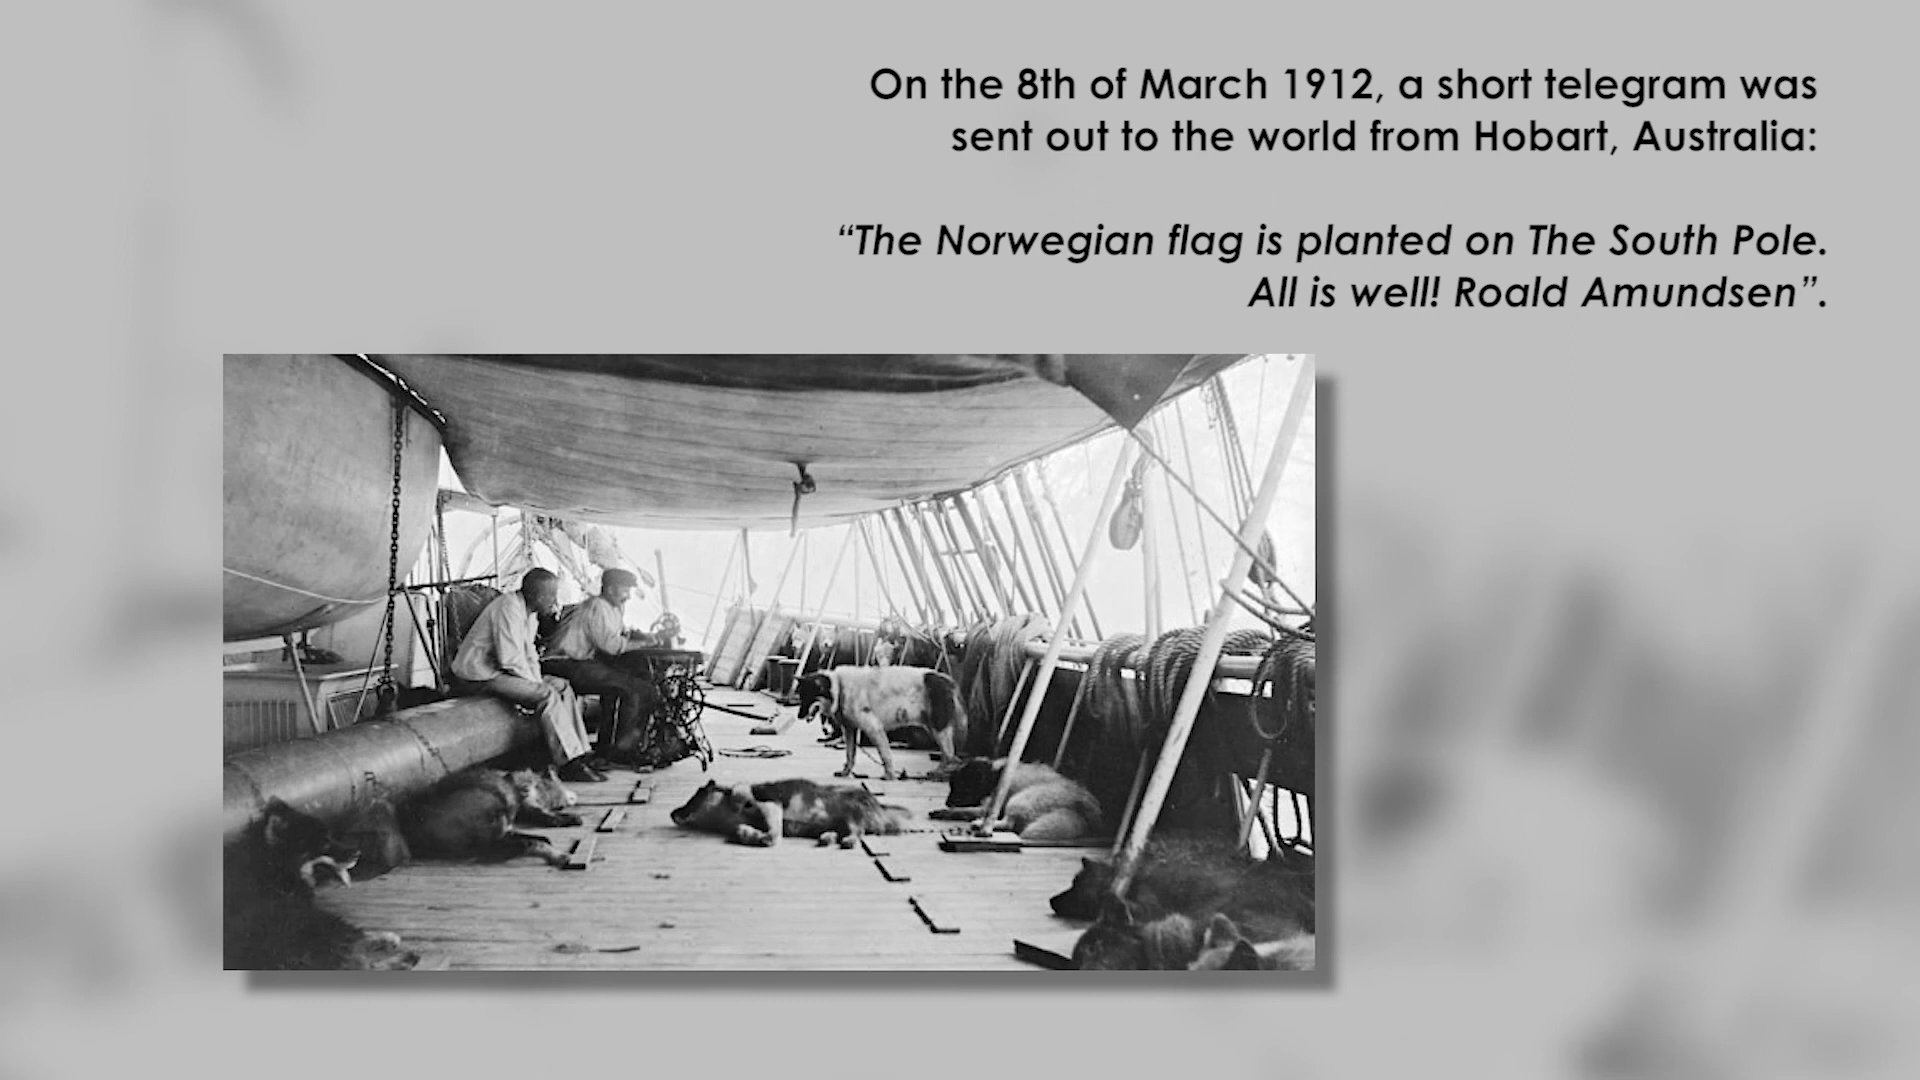 On the 8th of March 1912, a short telegram was
sent out to the world from Hobart, Australia:
“The Norwegian flag is planted on The South Pole.
All is well! Roald Amundsen”.